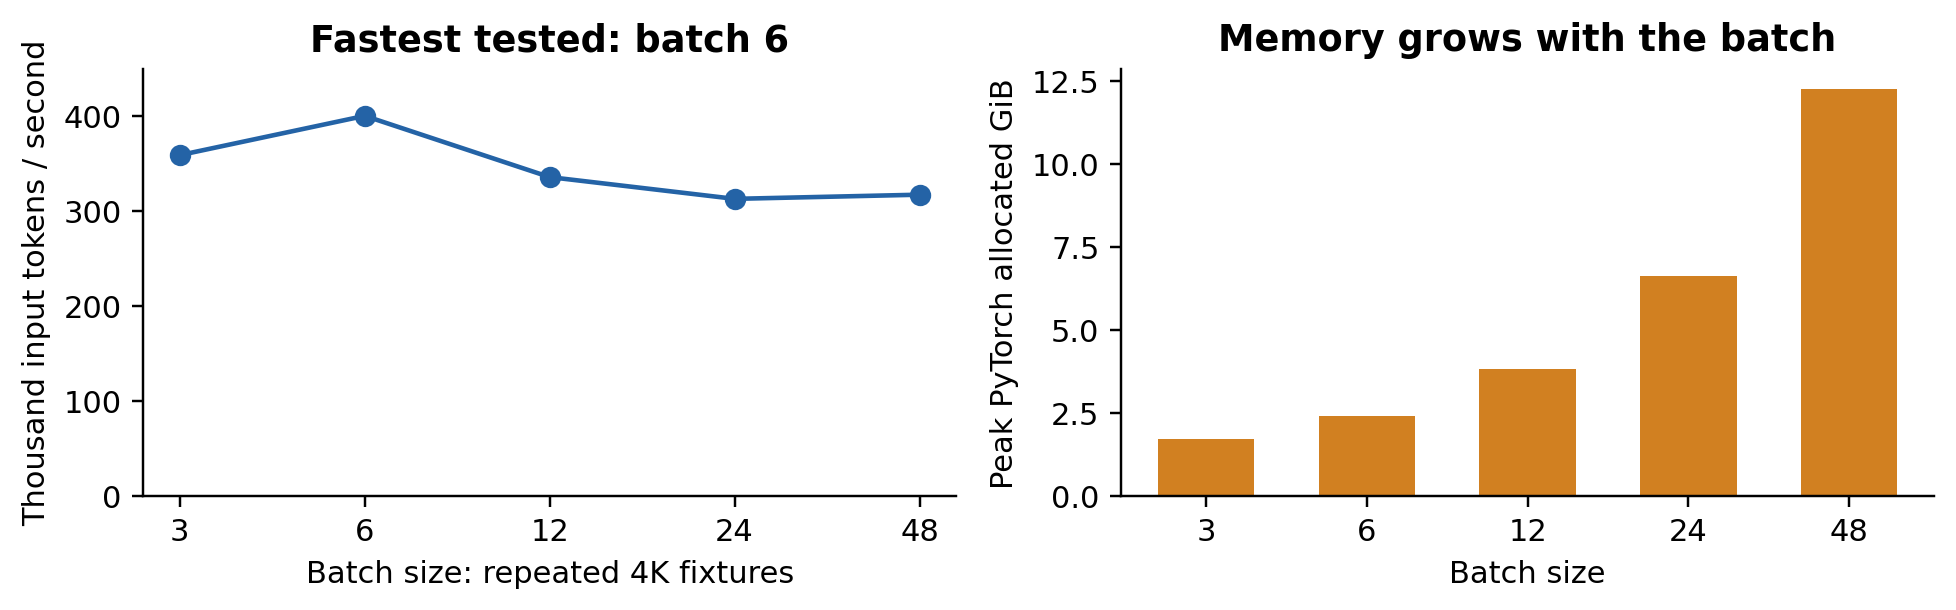 Fastest tested: batch 6
Thousand input tokens / second
400
300
200
100
0
3 6 12 24 48
Batch size: repeated 4K fixtures
Memory grows with the batch
Peak PyTorch allocated GiB
12.5
10.0
7.5
5.0
2.5
0.0
3 6 12 24 48
Batch size